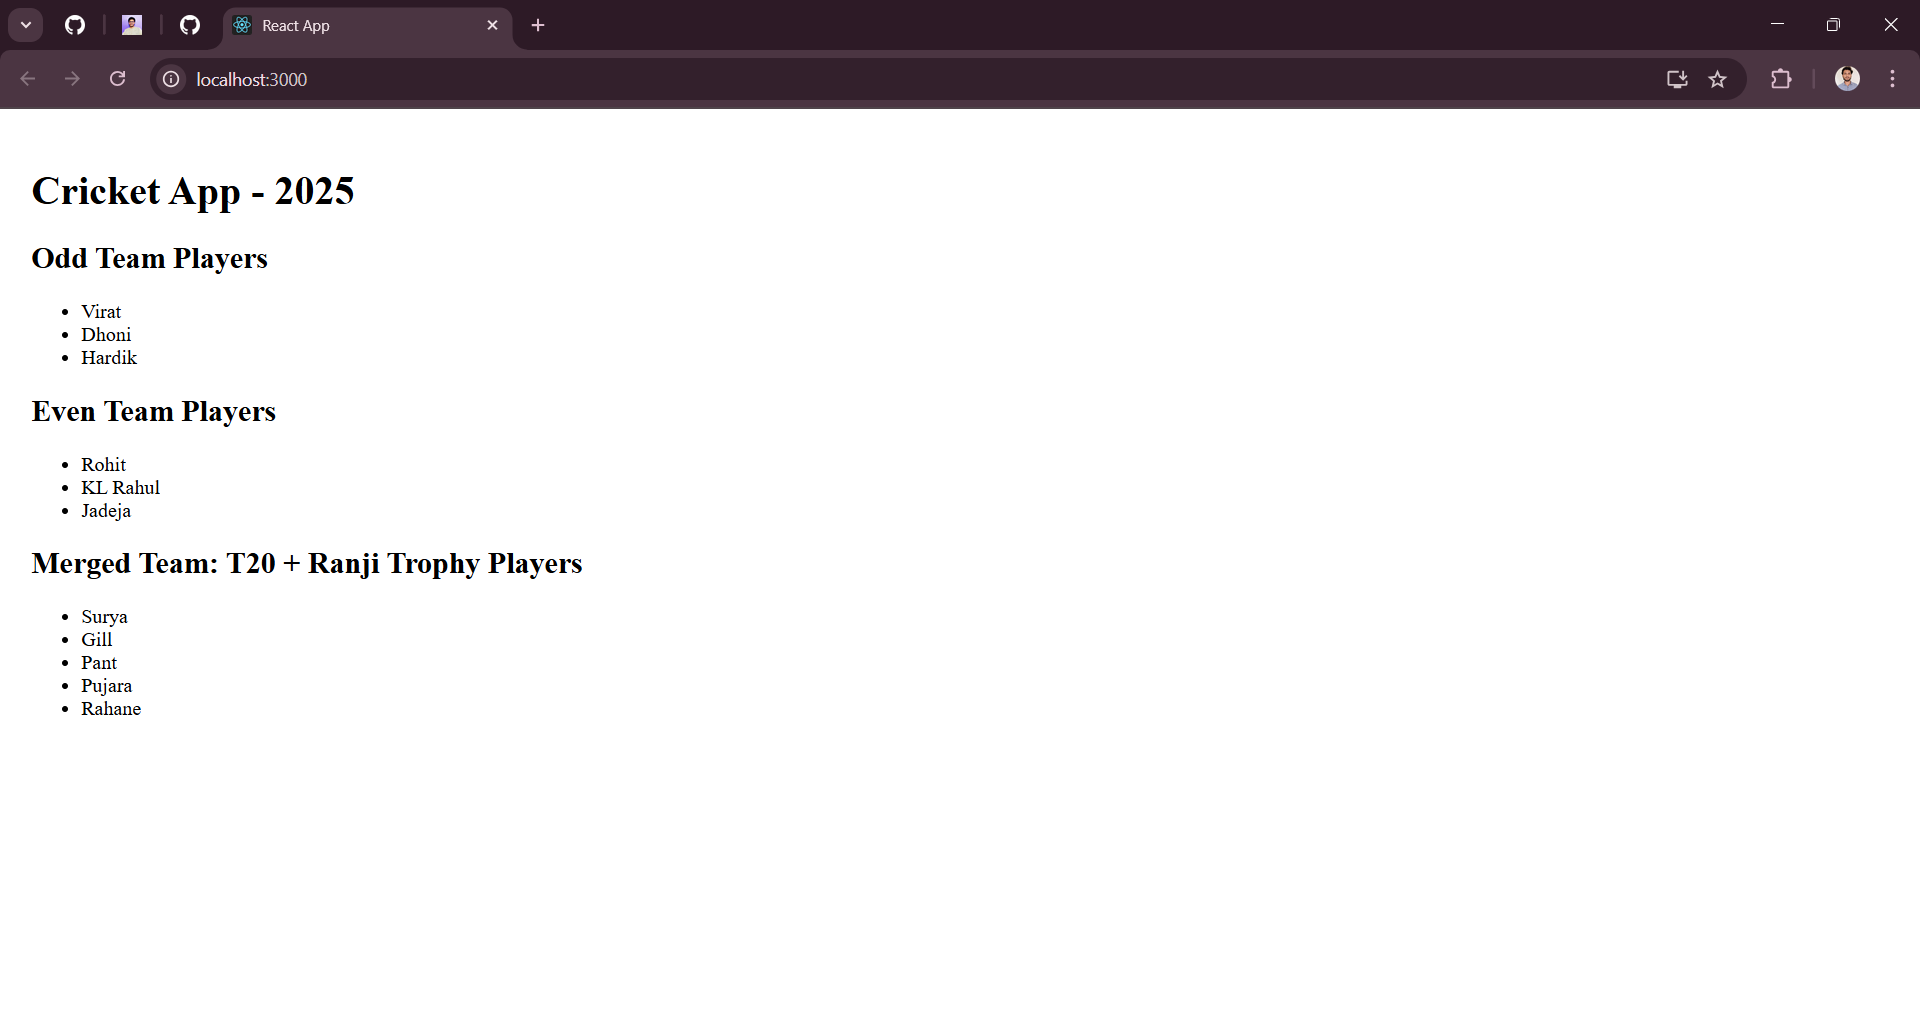 React App
localhost:3000
Cricket App - 2025
Odd Team Players
Virat
Dhoni
Hardik
Even Team Players
Rohit
KL Rahul
Jadeja
Merged Team: T20 + Ranji Trophy Players
Surya
Gill
Pant
Pujara
Rahane